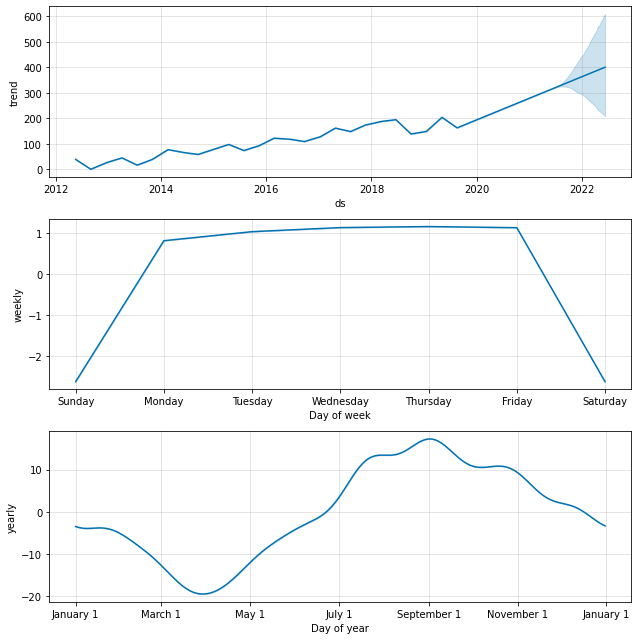 600
500
400
300
200
100
0
trend
2012 2014 2016 2018 2020 2022
ds
1
0
−1
−2
weekly
Sunday Monday Tuesday Wednesday Thursday Friday Saturday
Day of week
10
0
−10
−20
yearly
January 1 March 1 May 1 July 1 September 1 November 1 January 1
Day of year